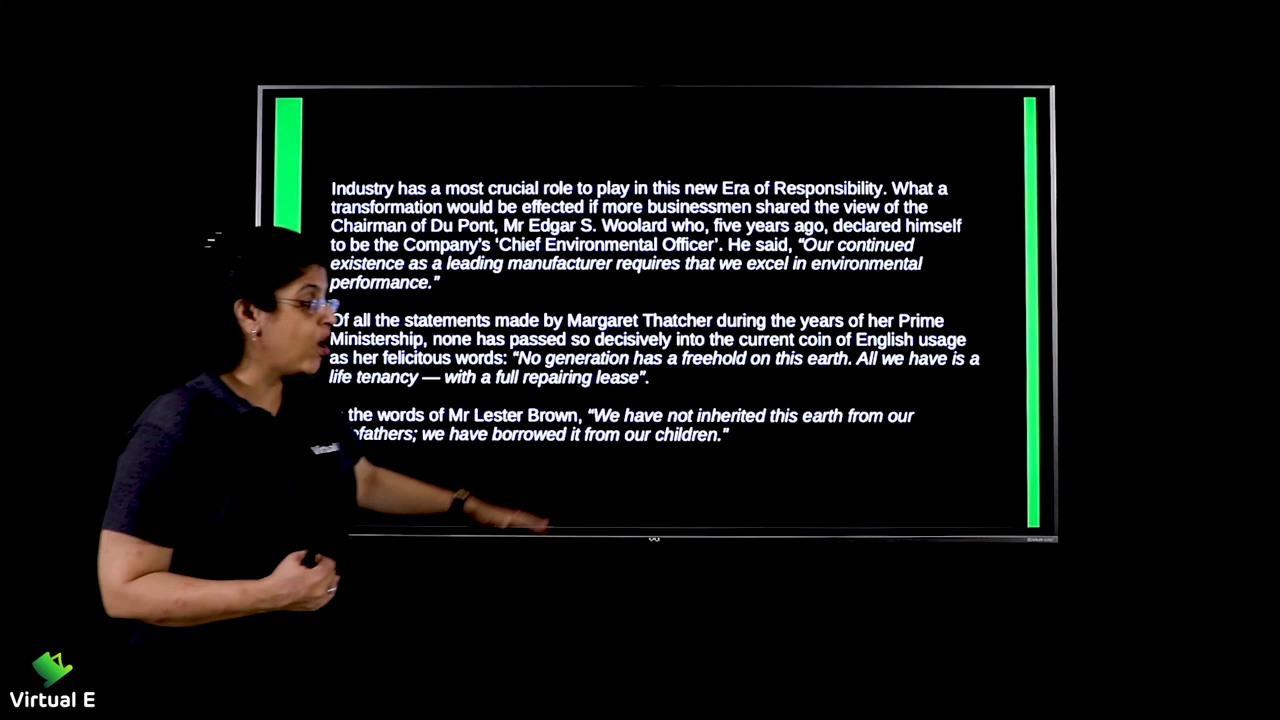 Industry has a most crucial role to play in this new Era of Responsibility. What a
transformation would be effected if more businessmen shared the view of the
Chairman of Du Pont, Mr Edgar S. Woolard who, five years ago, declared himself
to be the Company's ‘Chief Environmental Officer’. He said, “Our continued
existence as a leading manufacturer requires that we excel in environmental
performance.”
Of all the statements made by Margaret Thatcher during the years of her Prime
Ministership, none has passed so decisively into the current coin of English usage
as her felicitous words: “No generation has a freehold on this earth. All we have is a
life tenancy — with a full repairing lease”.
the words of Mr Lester Brown, “We have not inherited this earth from our
efathers; we have borrowed it from our children.”
Virtual
Virtual E